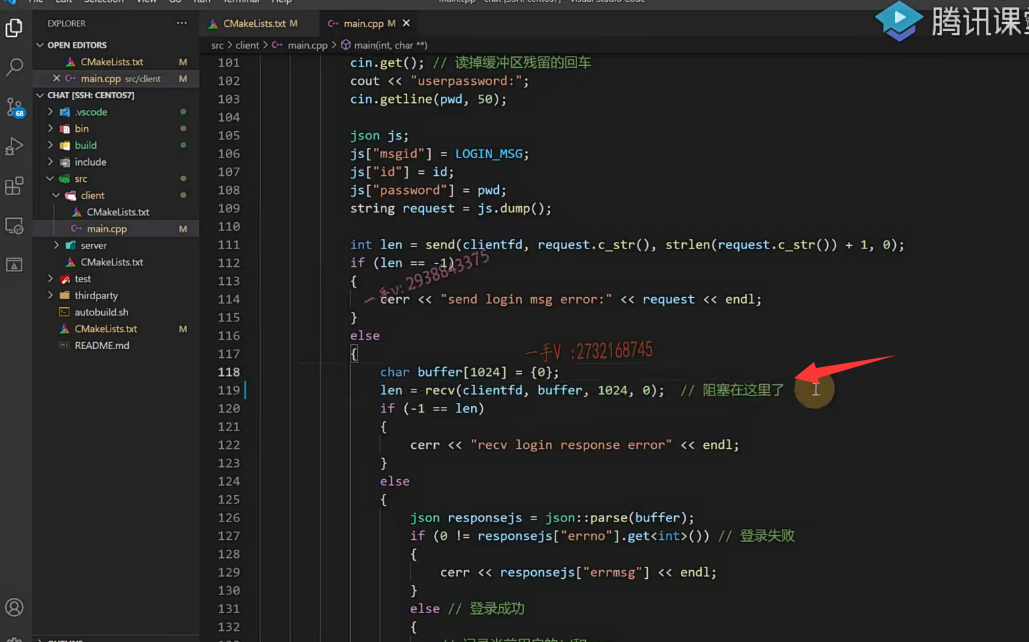 File Edit Selection View Go Run Terminal Help
main.cpp - chat [SSH: centos7] - Visual Studio Code
腾讯课堂
EXPLORER
OPEN EDITORS
CMakeLists.txt M
main.cpp src/client M
CHAT [SSH: CENTOS7]
.vscode
bin
build
include
src
client
CMakeLists.txt
main.cpp M
server
CMakeLists.txt
test
thirdparty
autobuild.sh
CMakeLists.txt M
README.md
68
CMakeLists.txt M
main.cpp M
src > client > main.cpp > main(int, char **)
101 cin.get(); // 读掉缓冲区残留的回车
102 cout << "userpassword:";
103 cin.getline(pwd, 50);
104
105 json js;
106 js["msgid"] = LOGIN_MSG;
107 js["id"] = id;
108 js["password"] = pwd;
109 string request = js.dump();
110
111 int len = send(clientfd, request.c_str(), strlen(request.c_str()) + 1, 0);
112 if (len == -1)
113 {
一手v: 2938843375
114 cerr << "send login msg error:" << request << endl;
115 }
116 else
117 {
一手V :2732168745
118 char buffer[1024] = {0};
119 len = recv(clientfd, buffer, 1024, 0); // 阻塞在这里了
120 if (-1 == len)
121 {
122 cerr << "recv login response error" << endl;
123 }
124 else
125 {
126 json responsejs = json::parse(buffer);
127 if (0 != responsejs["errno"].get<int>()) // 登录失败
128 {
129 cerr << responsejs["errmsg"] << endl;
130 }
131 else // 登录成功
132 {